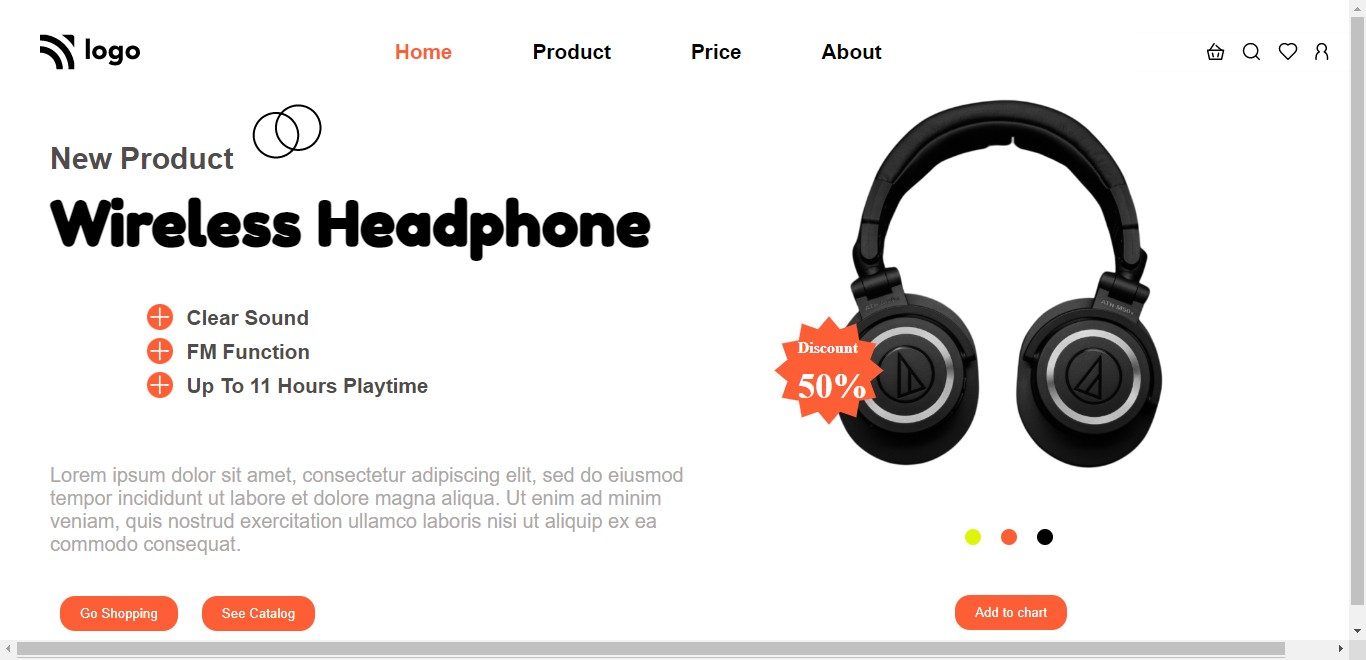 logo
Home
Product
Price
About
New Product
Wireless Headphone
Clear Sound
FM Function
Up To 11 Hours Playtime
Discount
50%
Lorem ipsum dolor sit amet, consectetur adipiscing elit, sed do eiusmod
tempor incididunt ut labore et dolore magna aliqua. Ut enim ad minim
veniam, quis nostrud exercitation ullamco laboris nisi ut aliquip ex ea
commodo consequat.
Go Shopping
See Catalog
Add to chart